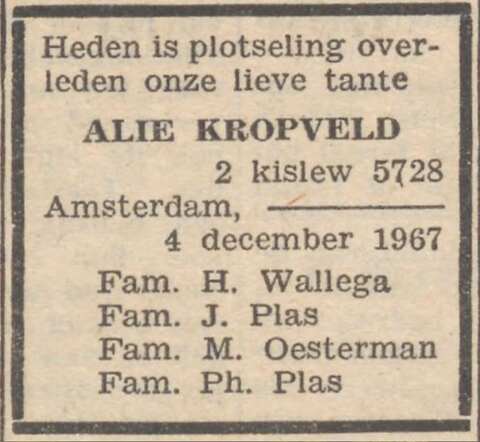 Heden is plotseling over-
leden onze lieve tante
ALIE KROPVELD
2 kislew 5728
Amsterdam,
4 december 1967
Fam. H. Wallega
Fam. J. Plas
Fam. M. Oesterman
Fam. Ph. Plas